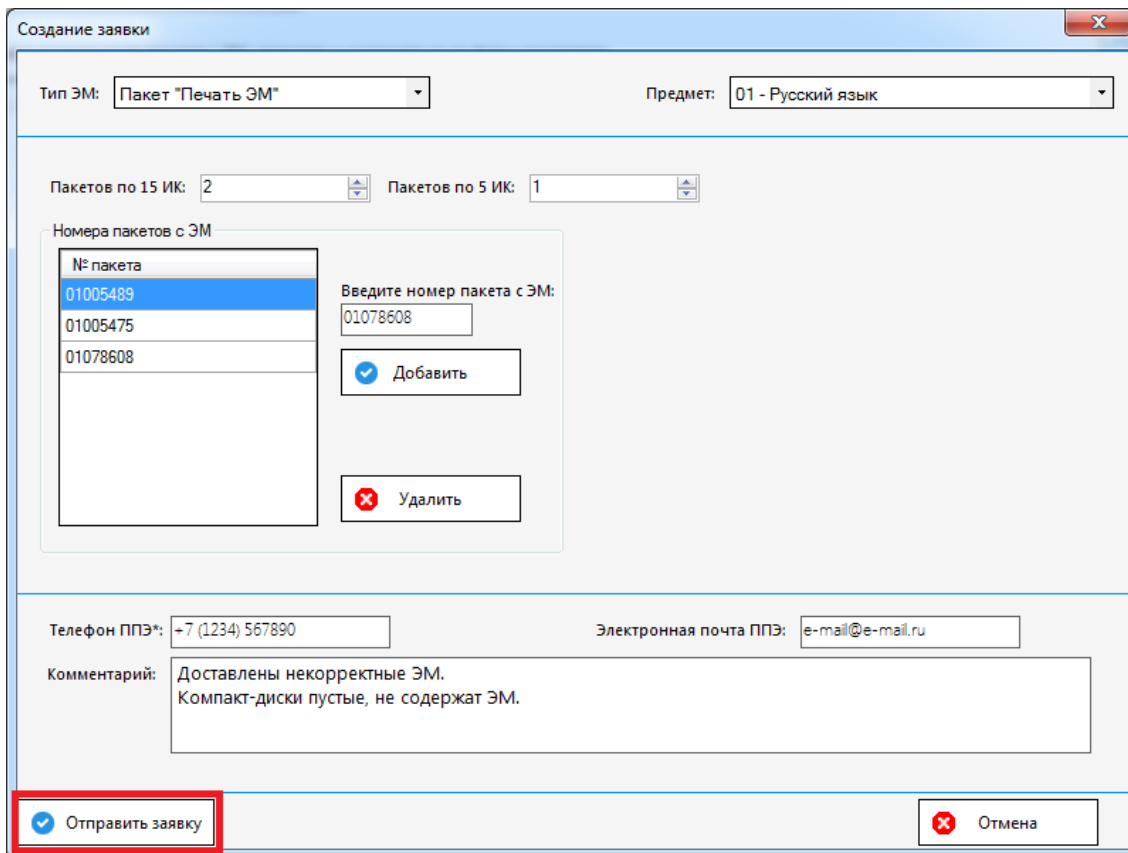 Создание заявки
Тип ЭМ: Пакет "Печать ЭМ" Предмет: 01 - Русский язык
Пакетов по 15 ИК: 2 Пакетов по 5 ИК: 1
Номера пакетов с ЭМ
№ пакета
01005489
Введите номер пакета с ЭМ:
01078608
01005475
01078608
Добавить
Удалить
Телефон ППЭ*: +7 (1234) 567890 Электронная почта ППЭ: e-mail@e-mail.ru
Комментарий: Доставлены некорректные ЭМ.
Компакт-диски пустые, не содержат ЭМ.
Отправить заявку Отмена